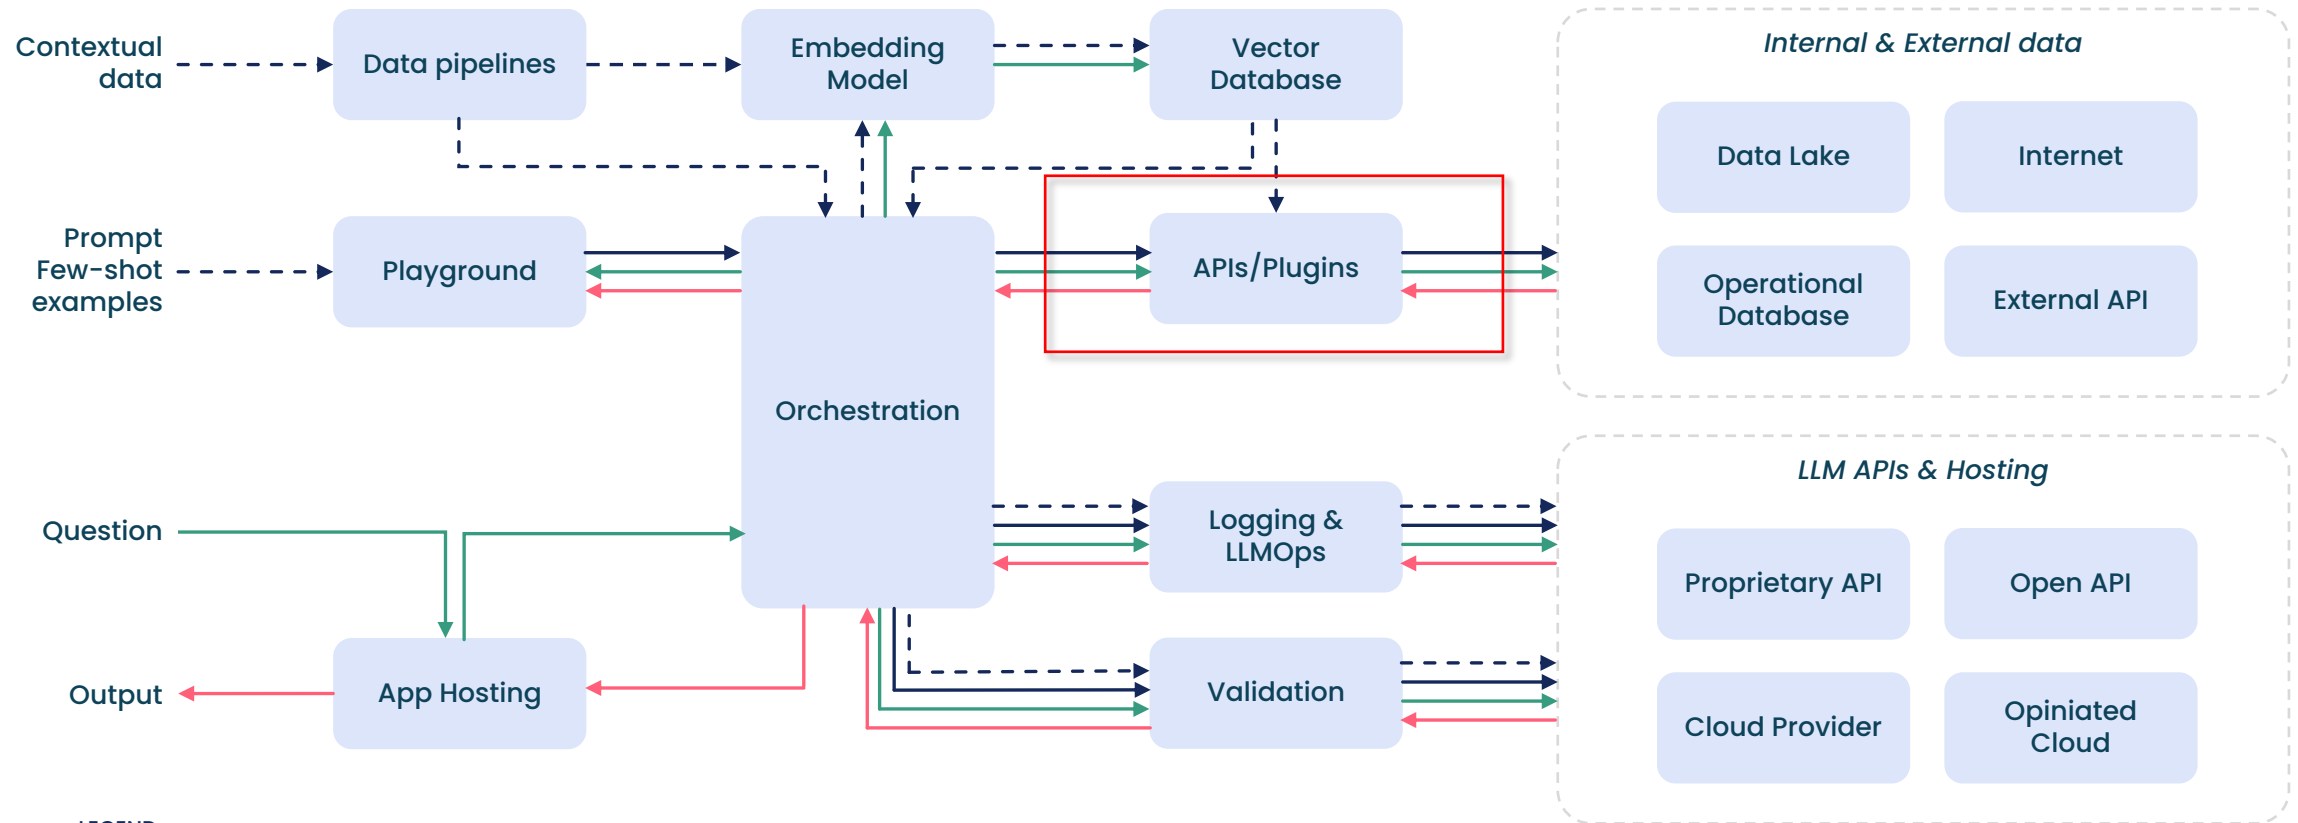 Contextual
data
Data pipelines
Embedding
Model
Vector
Database
Internal & External data
Data Lake
Internet
Operational
Database
External API
Prompt
Few-shot
examples
Playground
APIs/Plugins
Orchestration
LLM APIs & Hosting
Logging &
LLMOps
Proprietary API
Open API
Question
Output
App Hosting
Validation
Cloud Provider
Opiniated
Cloud
LEGEND